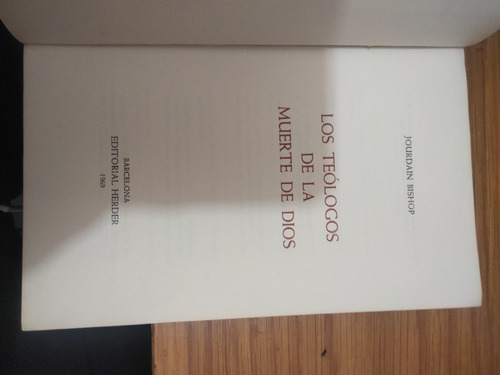 JOURDAIN BISHOP
LOS TEÓLOGOS
DE LA
MUERTE DE DIOS
BARCELONA
EDITORIAL HERDER
1969